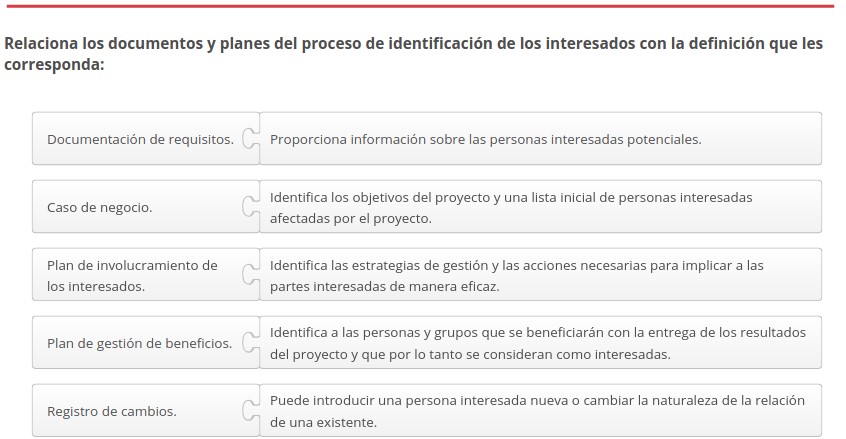 Relaciona los documentos y planes del proceso de identificación de los interesados con la definición que les
corresponda:
Documentación de requisitos.
Proporciona información sobre las personas interesadas potenciales.
Caso de negocio.
Identifica los objetivos del proyecto y una lista inicial de personas interesadas
afectadas por el proyecto.
Plan de involucramiento de
los interesados.
Identifica las estrategias de gestión y las acciones necesarias para implicar a las
partes interesadas de manera eficaz.
Plan de gestión de beneficios.
Identifica a las personas y grupos que se beneficiarán con la entrega de los resultados
del proyecto y que por lo tanto se consideran como interesadas.
Registro de cambios.
Puede introducir una persona interesada nueva o cambiar la naturaleza de la relación
de una existente.